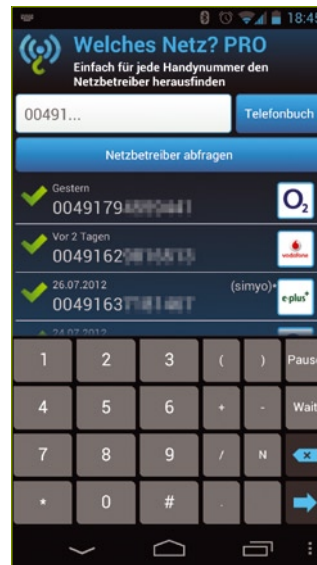 18:45
Welches Netz? PRO
Einfach für jede Handynummer den
Netzbetreiber herausfinden
00491...
Telefonbuch
Netzbetreiber abfragen
Gestern
0049179
O2
Vor 2 Tagen
0049162
vodafone
26.07.2012
(simyo)*
0049163
e-plus+
24.07.2012
1 2 3 ( ) Pause
4 5 6 + - Wait
7 8 9 / N
* 0 # .